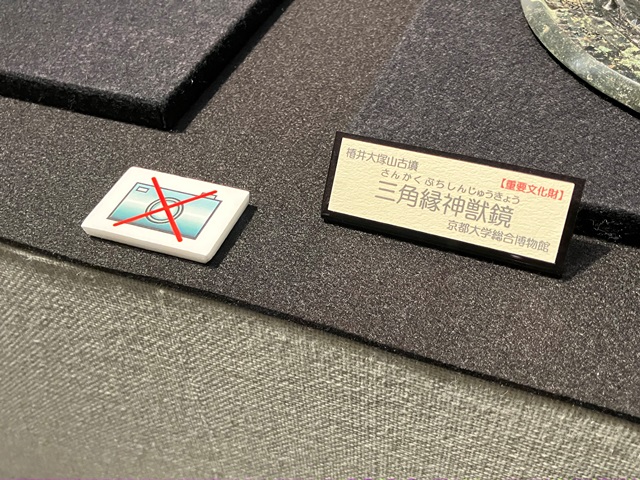 椿井大塚山古墳
【重要文化財】
さんかくぶちしんじゅうきょう
三角縁神獣鏡
京都大学総合博物館